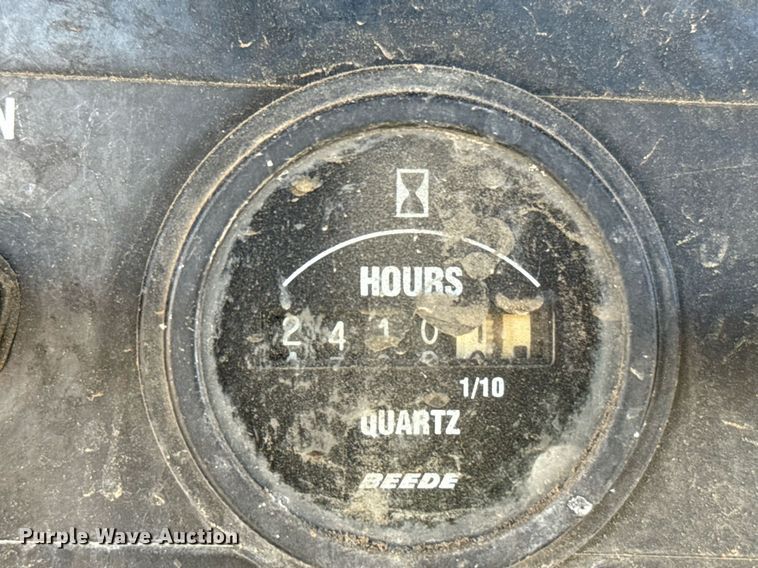 N
HOURS
2 4 1 0
1/10
QUARTZ
BEEDE
Purple Wave Auction